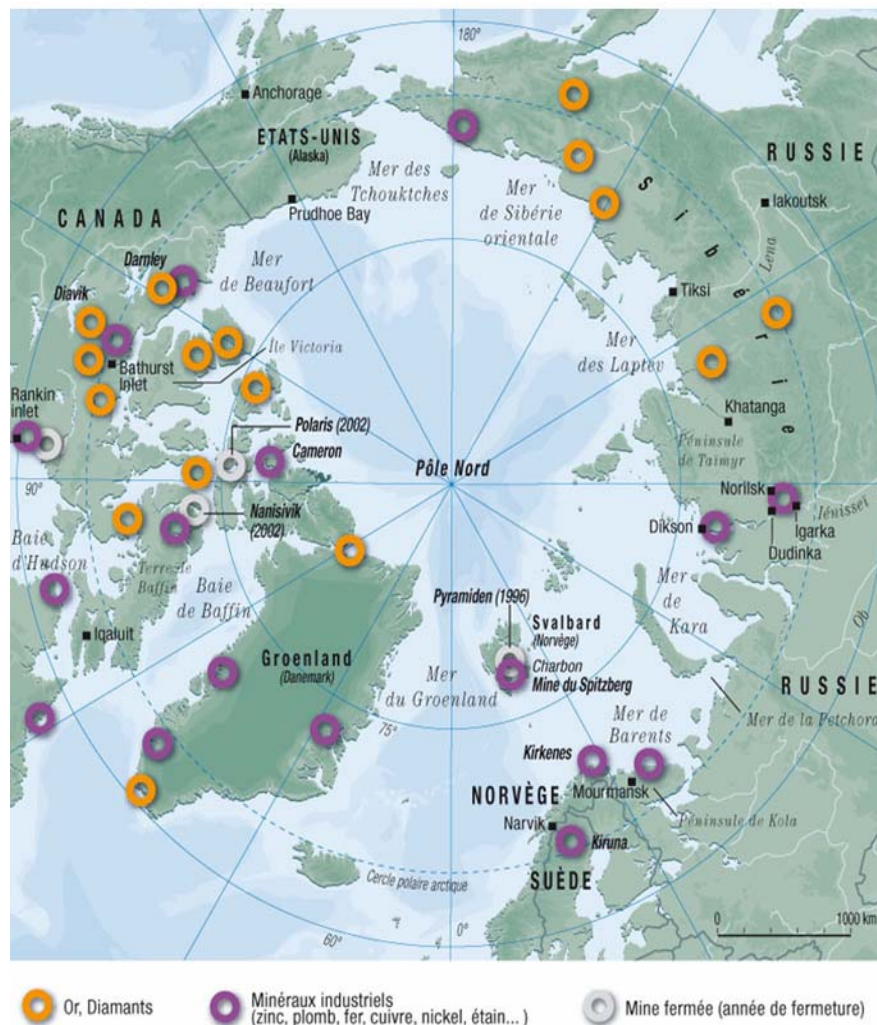 180°
Anchorage
ETATS-UNIS
(Alaska)
Mer des
Tchouktches
Prudhoe Bay
Mer
de Sibérie
orientale
RUSSIE
Sibérie
Iakoutsk
Lena
CANADA
Darnley
Mer
de Beaufort
Diavik
Tiksi
Île Victoria
Bathurst
Inlet
Mer
des Laptev
Rankin
inlet
Khatanga
Polaris (2002)
Cameron
Péninsule
de Taïmyr
Pôle Nord
90°
Norilsk
Nanisivik
(2002)
Iénisseï
Igarka
Dikson
Dudinka
Baie
d'Hudson
Terre de
Baffin
Baie
de Baffin
Mer
de
Kara
Pyramiden (1996)
Svalbard
(Norvège)
Ob
Iqaluit
Groenland
(Danemark)
Charbon
Mine du Spitzberg
Mer
du Groenland
RUSSIE
75°
Mer de
Barents
Mer de la Petchora
Kirkenes
Mourmansk
NORVÈGE
Péninsule de Kola
Narvik
Kiruna
SUÈDE
Cercle polaire arctique
60°
0°
0
1000 km
Or, Diamants
Minéraux industriels
(zinc, plomb, fer, cuivre, nickel, étain... )
Mine fermée (année de fermeture)